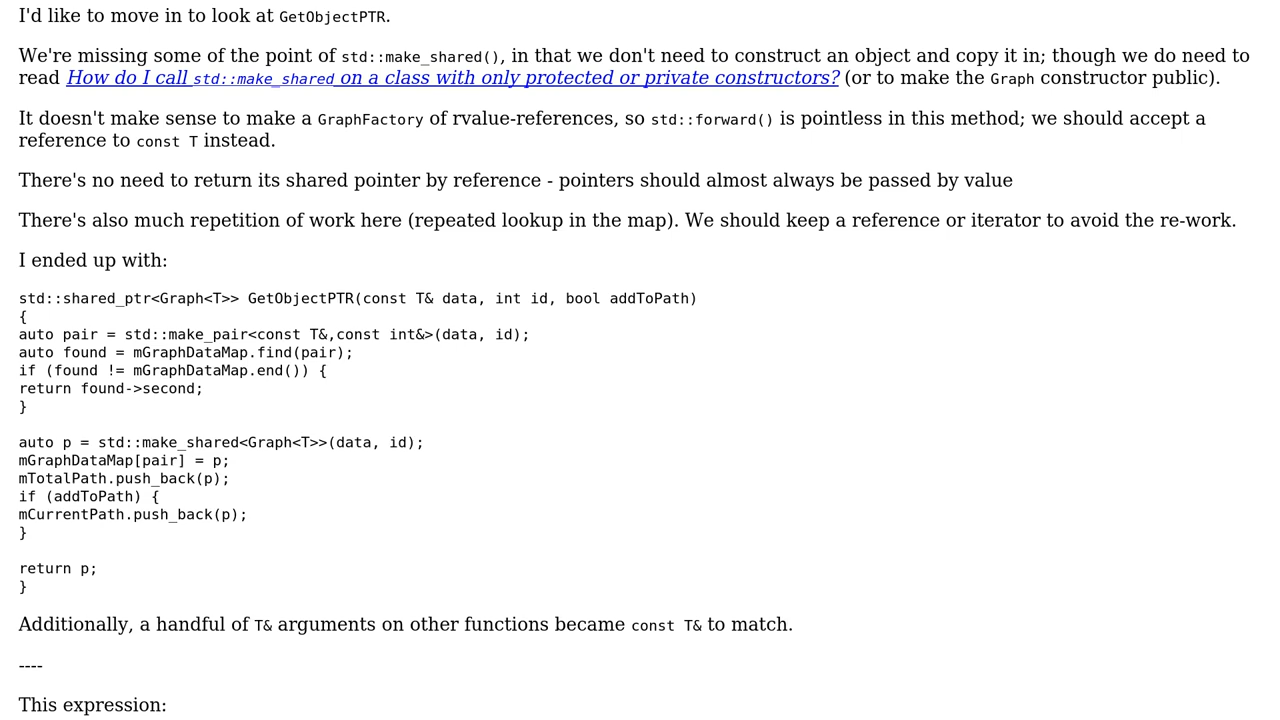 I'd like to move in to look at GetObjectPTR.
We're missing some of the point of std::make_shared(), in that we don't need to construct an object and copy it in; though we do need to
read How do I call std::make_shared on a class with only protected or private constructors? (or to make the Graph constructor public).
It doesn't make sense to make a GraphFactory of rvalue-references, so std::forward() is pointless in this method; we should accept a
reference to const T instead.
There's no need to return its shared pointer by reference - pointers should almost always be passed by value
There's also much repetition of work here (repeated lookup in the map). We should keep a reference or iterator to avoid the re-work.
I ended up with:
std::shared_ptr<Graph<T>> GetObjectPTR(const T& data, int id, bool addToPath)
{
auto pair = std::make_pair<const T&,const int&>(data, id);
auto found = mGraphDataMap.find(pair);
if (found != mGraphDataMap.end()) {
return found->second;
}
auto p = std::make_shared<Graph<T>>(data, id);
mGraphDataMap[pair] = p;
mTotalPath.push_back(p);
if (addToPath) {
mCurrentPath.push_back(p);
}
return p;
}
Additionally, a handful of T& arguments on other functions became const T& to match.
----
This expression: